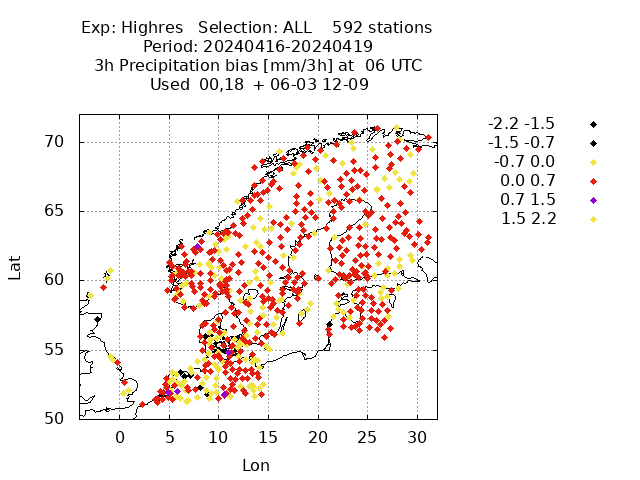 Exp: Highres   Selection: ALL    592 stations
Period: 20240416-20240419
3h Precipitation bias [mm/3h] at  06 UTC
Used 00,18 + 06-03 12-09
-2.2 -1.5
-1.5 -0.7
-0.7 0.0
0.0 0.7
0.7 1.5
1.5 2.2
70
65
60
55
50
Lat
0 5 10 15 20 25 30
Lon